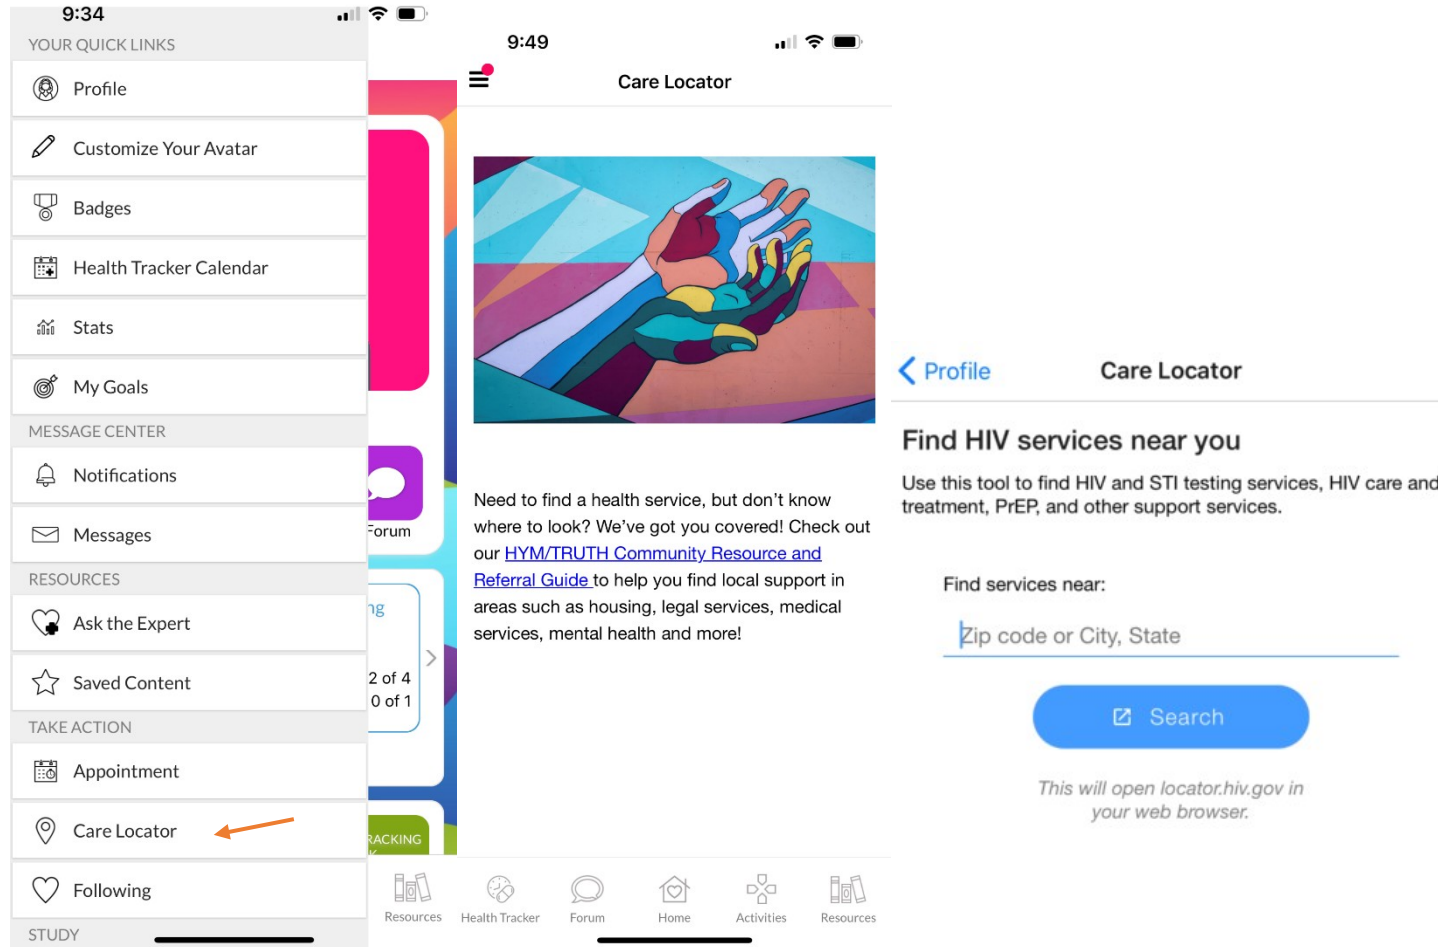 9:34
YOUR QUICK LINKS
Profile
Customize Your Avatar
Badges
Health Tracker Calendar
Stats
My Goals
MESSAGE CENTER
Notifications
Messages
RESOURCES
Ask the Expert
Saved Content
TAKE ACTION
Appointment
Care Locator
Following
STUDY
Forum
ng
2 of 4
0 of 1
RACKING
Resources
9:49
Care Locator
Need to find a health service, but don't know
where to look? We've got you covered! Check out
our HYM/TRUTH Community Resource and
Referral Guide to help you find local support in
areas such as housing, legal services, medical
services, mental health and more!
Health Tracker
Forum
Home
Activities
Resources
Profile
Care Locator
Find HIV services near you
Use this tool to find HIV and STI testing services, HIV care and
treatment, PrEP, and other support services.
Find services near:
Zip code or City, State
Search
This will open locator.hiv.gov in
your web browser.